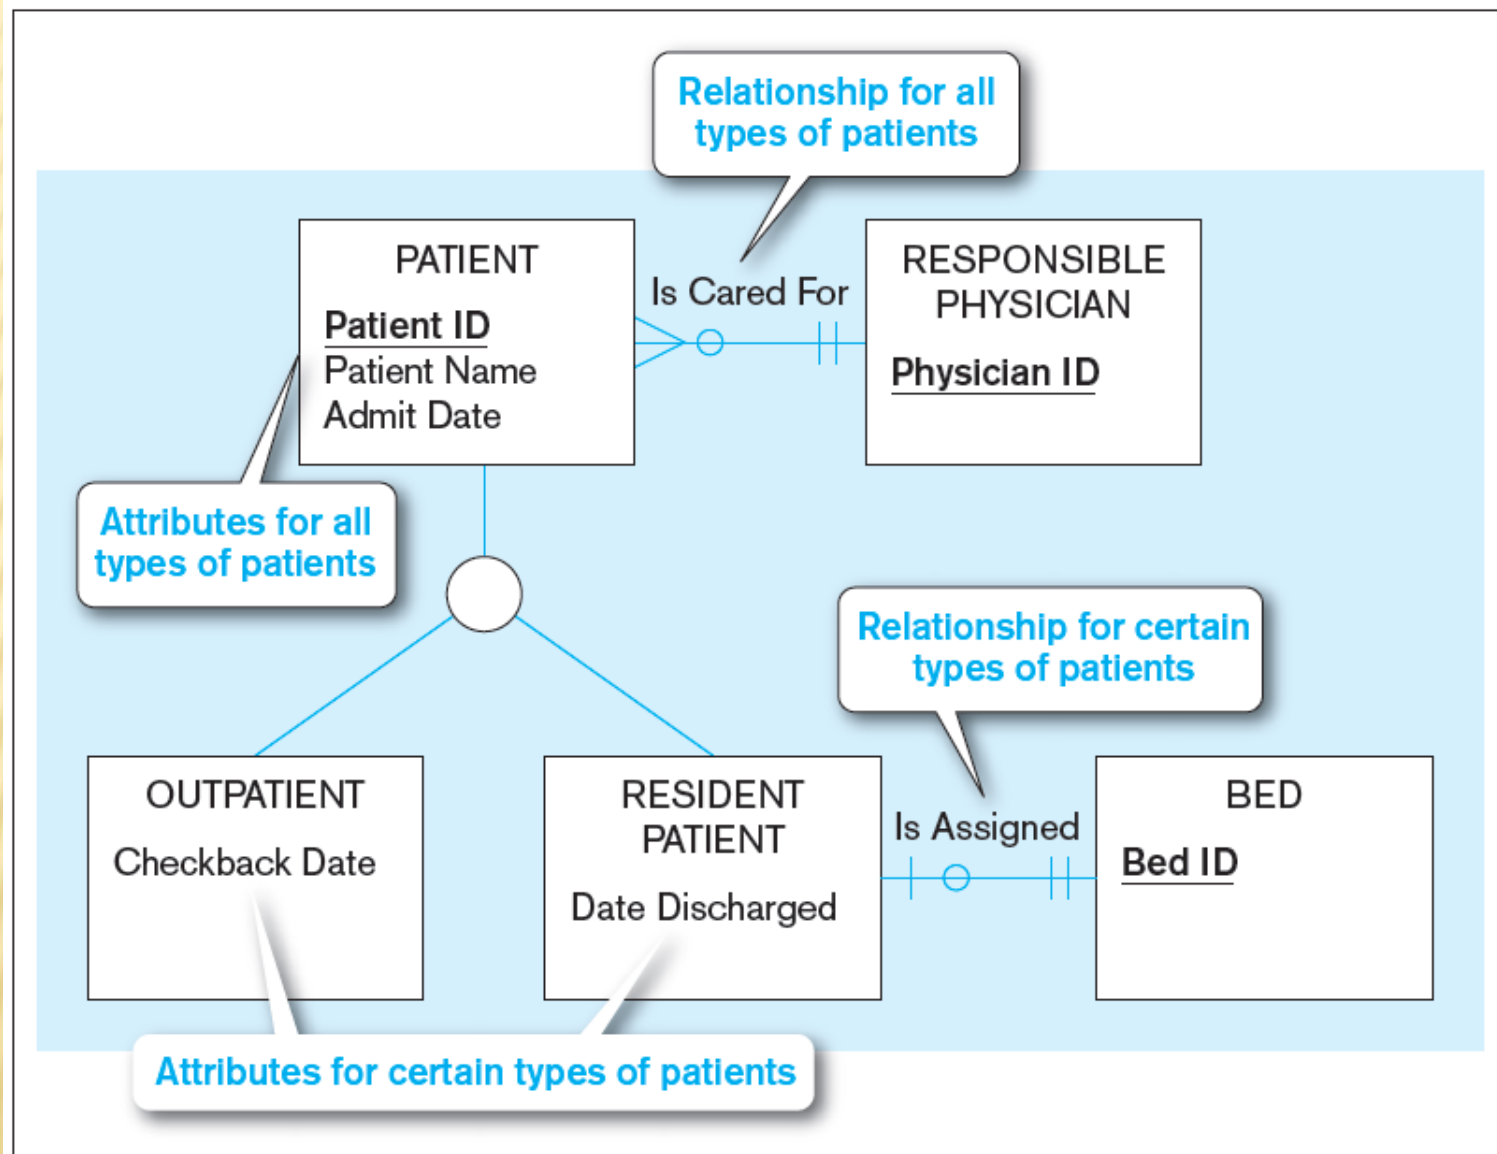 Relationship for all
types of patients
PATIENT
Patient ID
Patient Name
Admit Date
Is Cared For
RESPONSIBLE
PHYSICIAN
Physician ID
Attributes for all
types of patients
Relationship for certain
types of patients
OUTPATIENT
Checkback Date
RESIDENT
PATIENT
Date Discharged
Is Assigned
BED
Bed ID
Attributes for certain types of patients